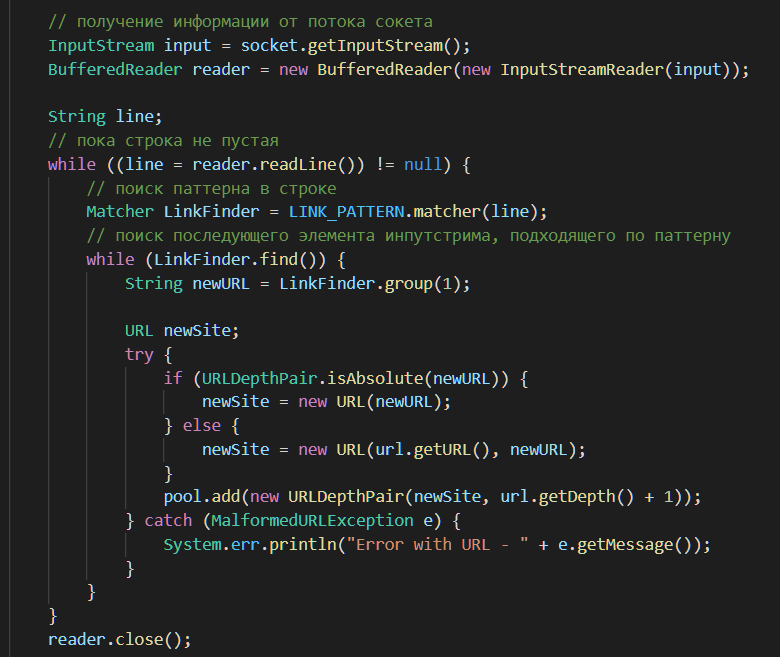 // получение информации от потока сокета
InputStream input = socket.getInputStream();
BufferedReader reader = new BufferedReader(new InputStreamReader(input));
String line;
// пока строка не пустая
while ((line = reader.readLine()) != null) {
// поиск паттерна в строке
Matcher LinkFinder = LINK_PATTERN.matcher(line);
// поиск последующего элемента инпутстрима, подходящего по паттерну
while (LinkFinder.find()) {
String newURL = LinkFinder.group(1);
URL newSite;
try {
if (URLDepthPair.isAbsolute(newURL)) {
newSite = new URL(newURL);
} else {
newSite = new URL(url.getURL(), newURL);
}
pool.add(new URLDepthPair(newSite, url.getDepth() + 1));
} catch (MalformedURLException e) {
System.err.println("Error with URL - " + e.getMessage());
}
}
}
reader.close();